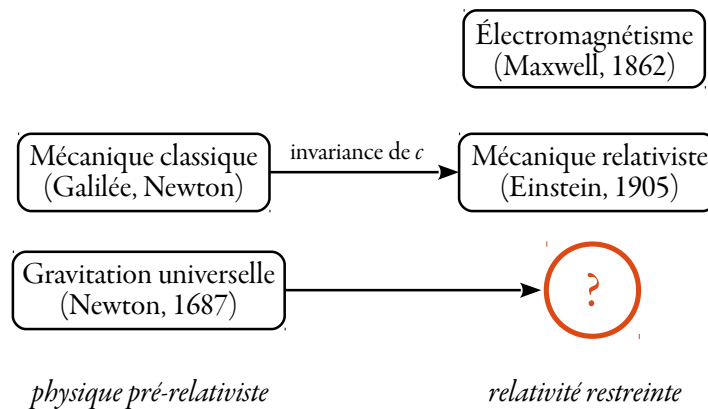 Électromagnétisme
(Maxwell, 1862)
Mécanique classique
(Galilée, Newton)
invariance de c
Mécanique relativiste
(Einstein, 1905)
Gravitation universelle
(Newton, 1687)
?
physique pré-relativiste
relativité restreinte